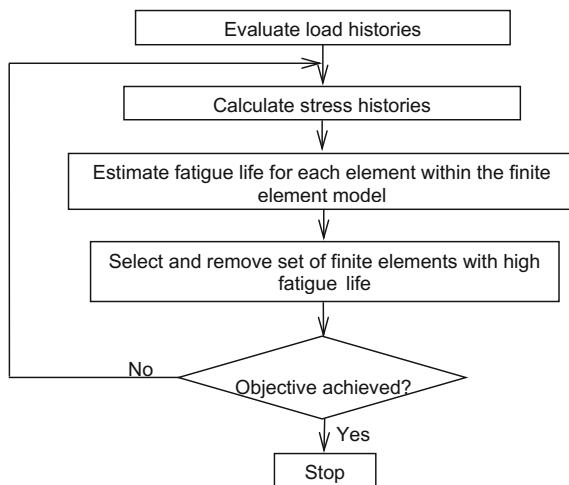 Evaluate load histories
Calculate stress histories
Estimate fatigue life for each element within the finite
element model
Select and remove set of finite elements with high
fatigue life
No
Objective achieved?
Yes
Stop